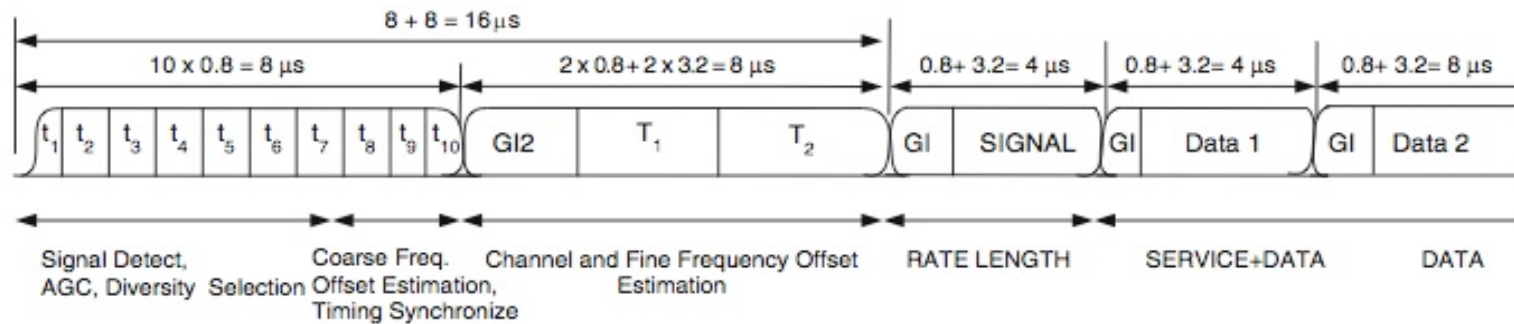 8 + 8 = 16 μs
10 x 0.8 = 8 μs
2 x 0.8+ 2 x 3.2= 8 μs
0.8+ 3.2= 4 μs
0.8+ 3.2= 4 μs
0.8+ 3.2= 8 μs
t1 t2 t3 t4 t5 t6 t7 t8 t9 t10 GI2 T1 T2 GI SIGNAL GI Data 1 GI Data 2
Signal Detect,
AGC, Diversity Selection
Coarse Freq.
Offset Estimation,
Timing Synchronize
Channel and Fine Frequency Offset
Estimation
RATE LENGTH
SERVICE+DATA
DATA